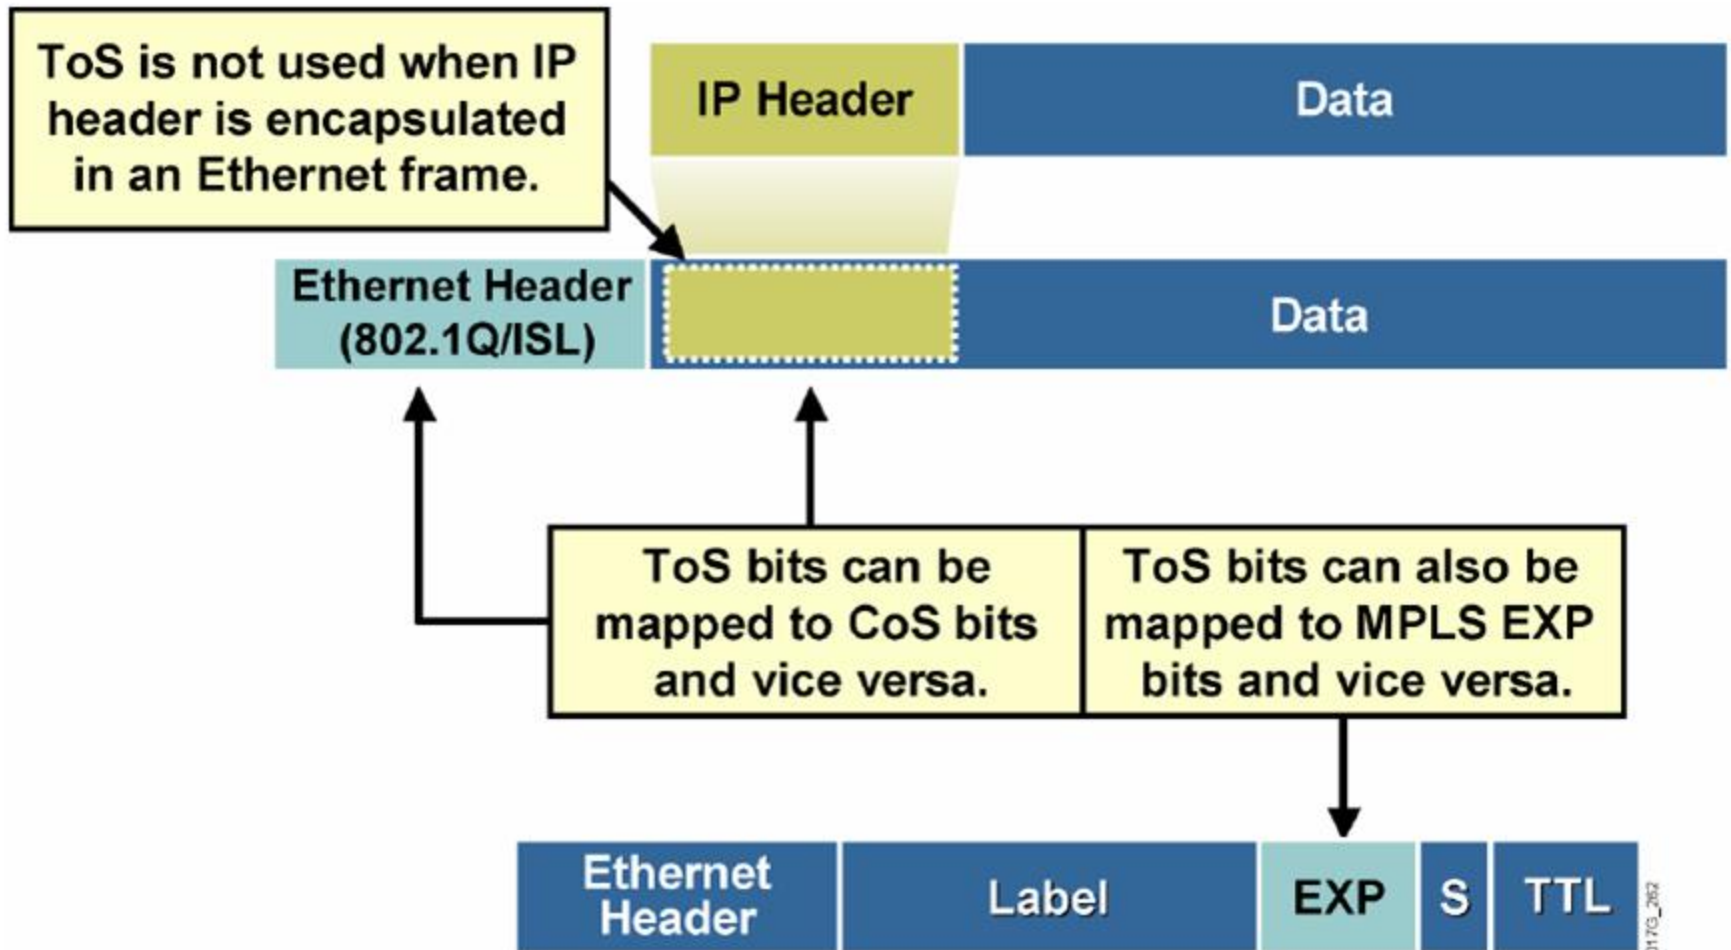 ToS is not used when IP
header is encapsulated
in an Ethernet frame.
IP Header
Data
Ethernet Header
(802.1Q/ISL)
Data
ToS bits can be
mapped to CoS bits
and vice versa.
ToS bits can also be
mapped to MPLS EXP
bits and vice versa.
Ethernet
Header
Label
EXP
S
TTL